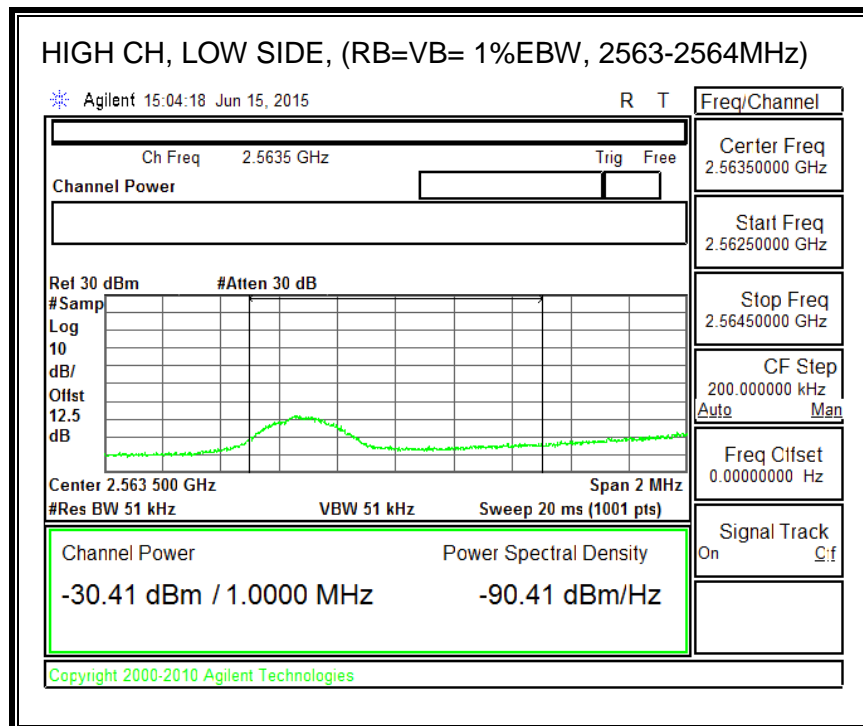 HIGH CH, LOW SIDE, (RB=VB= 1%EBW, 2563-2564MHz)
Agilent 15:04:18 Jun 15, 2015 R T
Freq/Channel
Ch Freq 2.5635 GHz Trig Free
Channel Power
Center Freq
2.56350000 GHz
Start Freq
2.56250000 GHz
Stop Freq
2.56450000 GHz
CF Step
200.000000 kHz
Auto Man
Freq Offset
0.00000000 Hz
Signal Track
On Off
Ref 30 dBm #Atten 30 dB
#Samp
Log
10
dB/
Offst
12.5
dB
Center 2.563 500 GHz Span 2 MHz
#Res BW 51 kHz VBW 51 kHz Sweep 20 ms (1001 pts)
Channel Power Power Spectral Density
-30.41 dBm / 1.0000 MHz -90.41 dBm/Hz
Copyright 2000-2010 Agilent Technologies